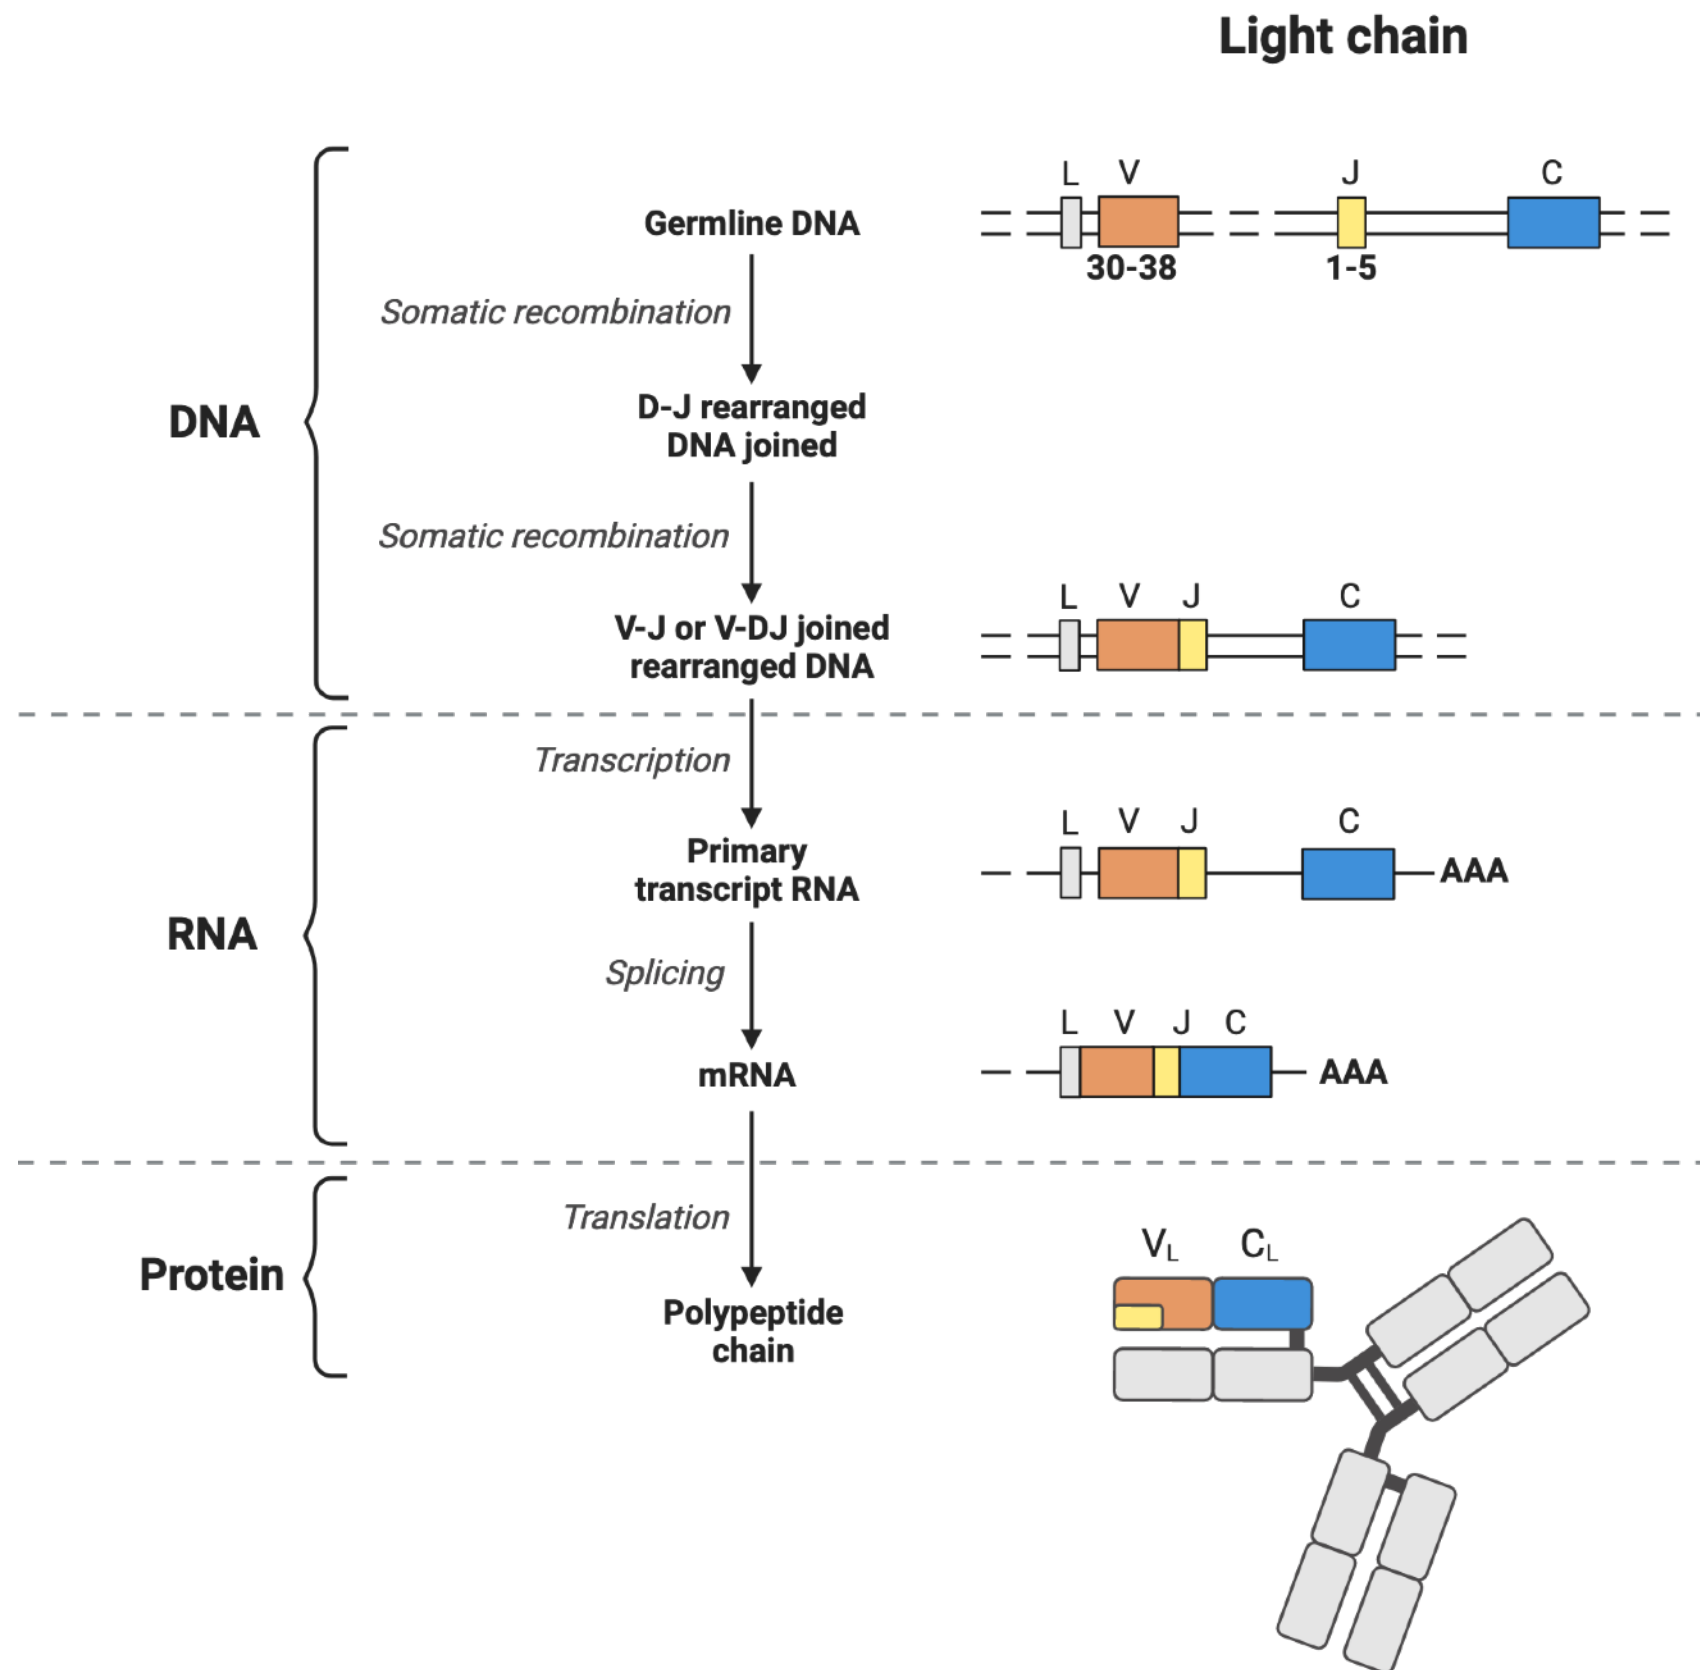 Light chain
L V J C
Germline DNA
30-38 1-5
Somatic recombination
DNA
D-J rearranged
DNA joined
Somatic recombination
L V J C
V-J or V-DJ joined
rearranged DNA
Transcription
L V J C
Primary
transcript RNA
AAA
RNA
Splicing
L V J C
mRNA
AAA
Translation
VL CL
Protein
Polypeptide
chain